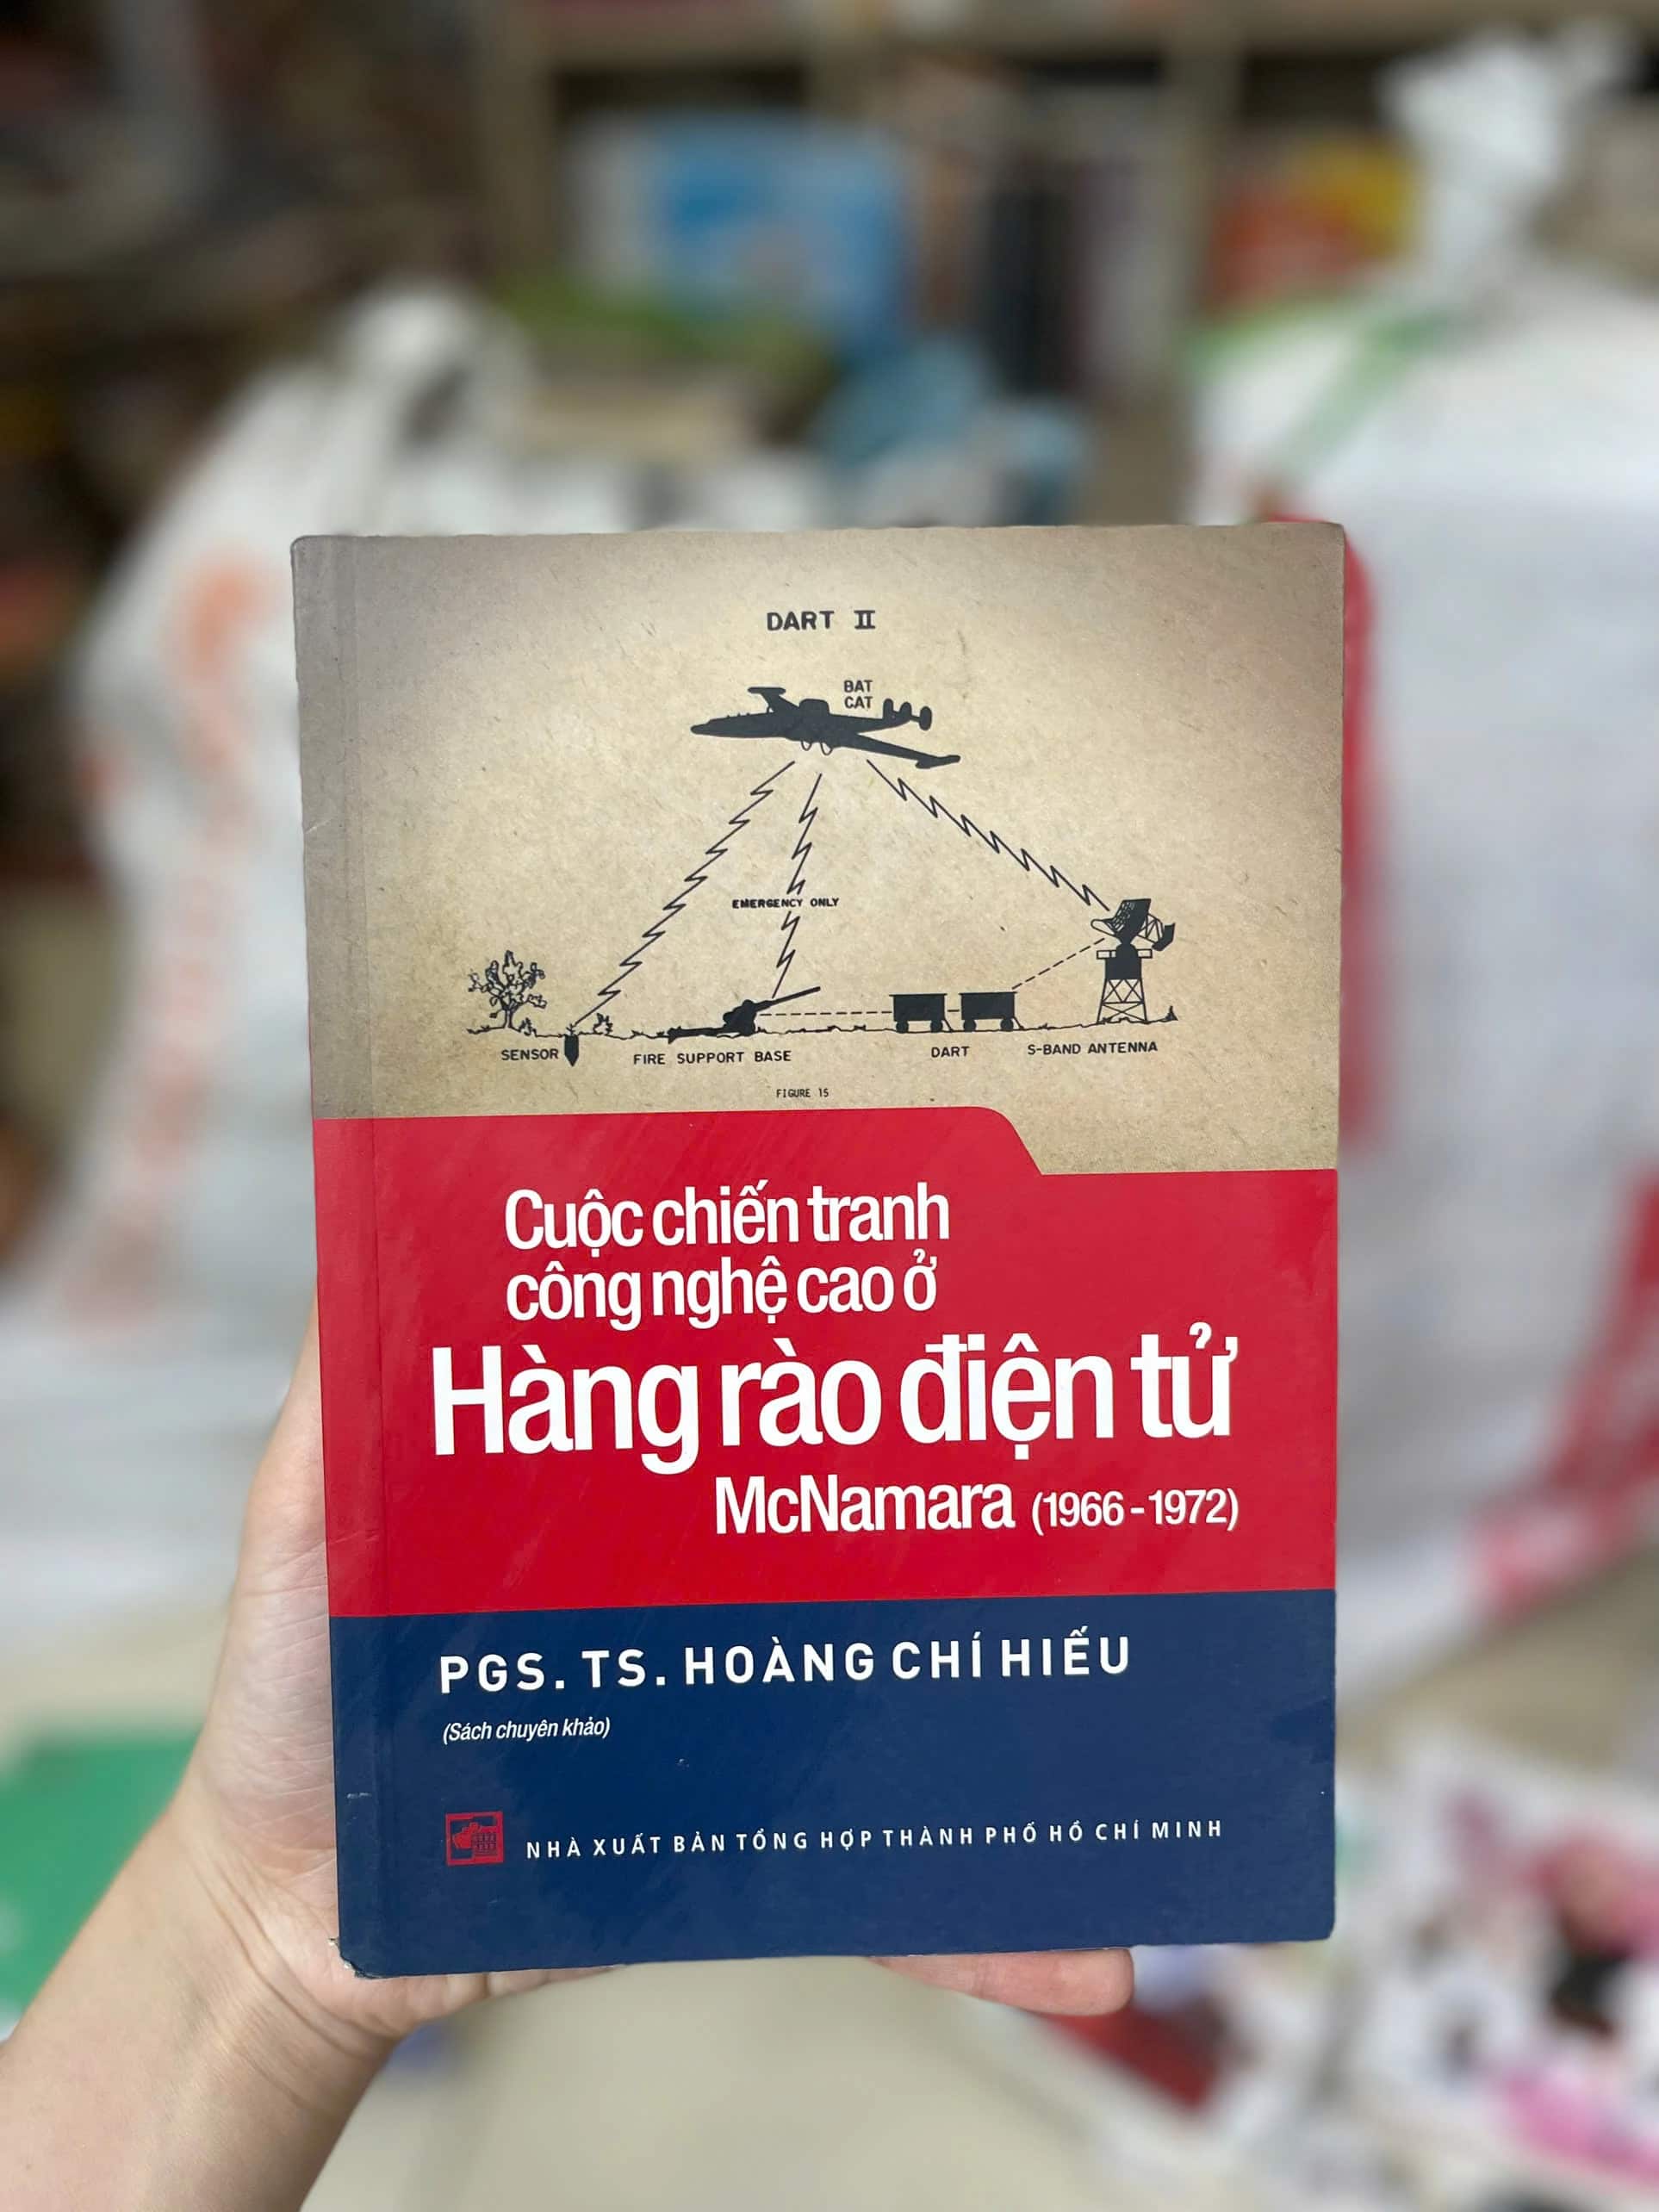 DART II
BAT
CAT
EMERGENCY ONLY
SENSOR
FIRE SUPPORT BASE
DART
S-BAND ANTENNA
FIGURE 15
Cuộc chiến tranh
công nghệ cao ở
Hàng rào điện tử
McNamara (1966-1972)
PGS. TS. HOÀNG CHÍ HIẾU
(Sách chuyên khảo)
NHÀ XUẤT BẢN TỔNG HỢP THÀNH PHỐ HỒ CHÍ MINH